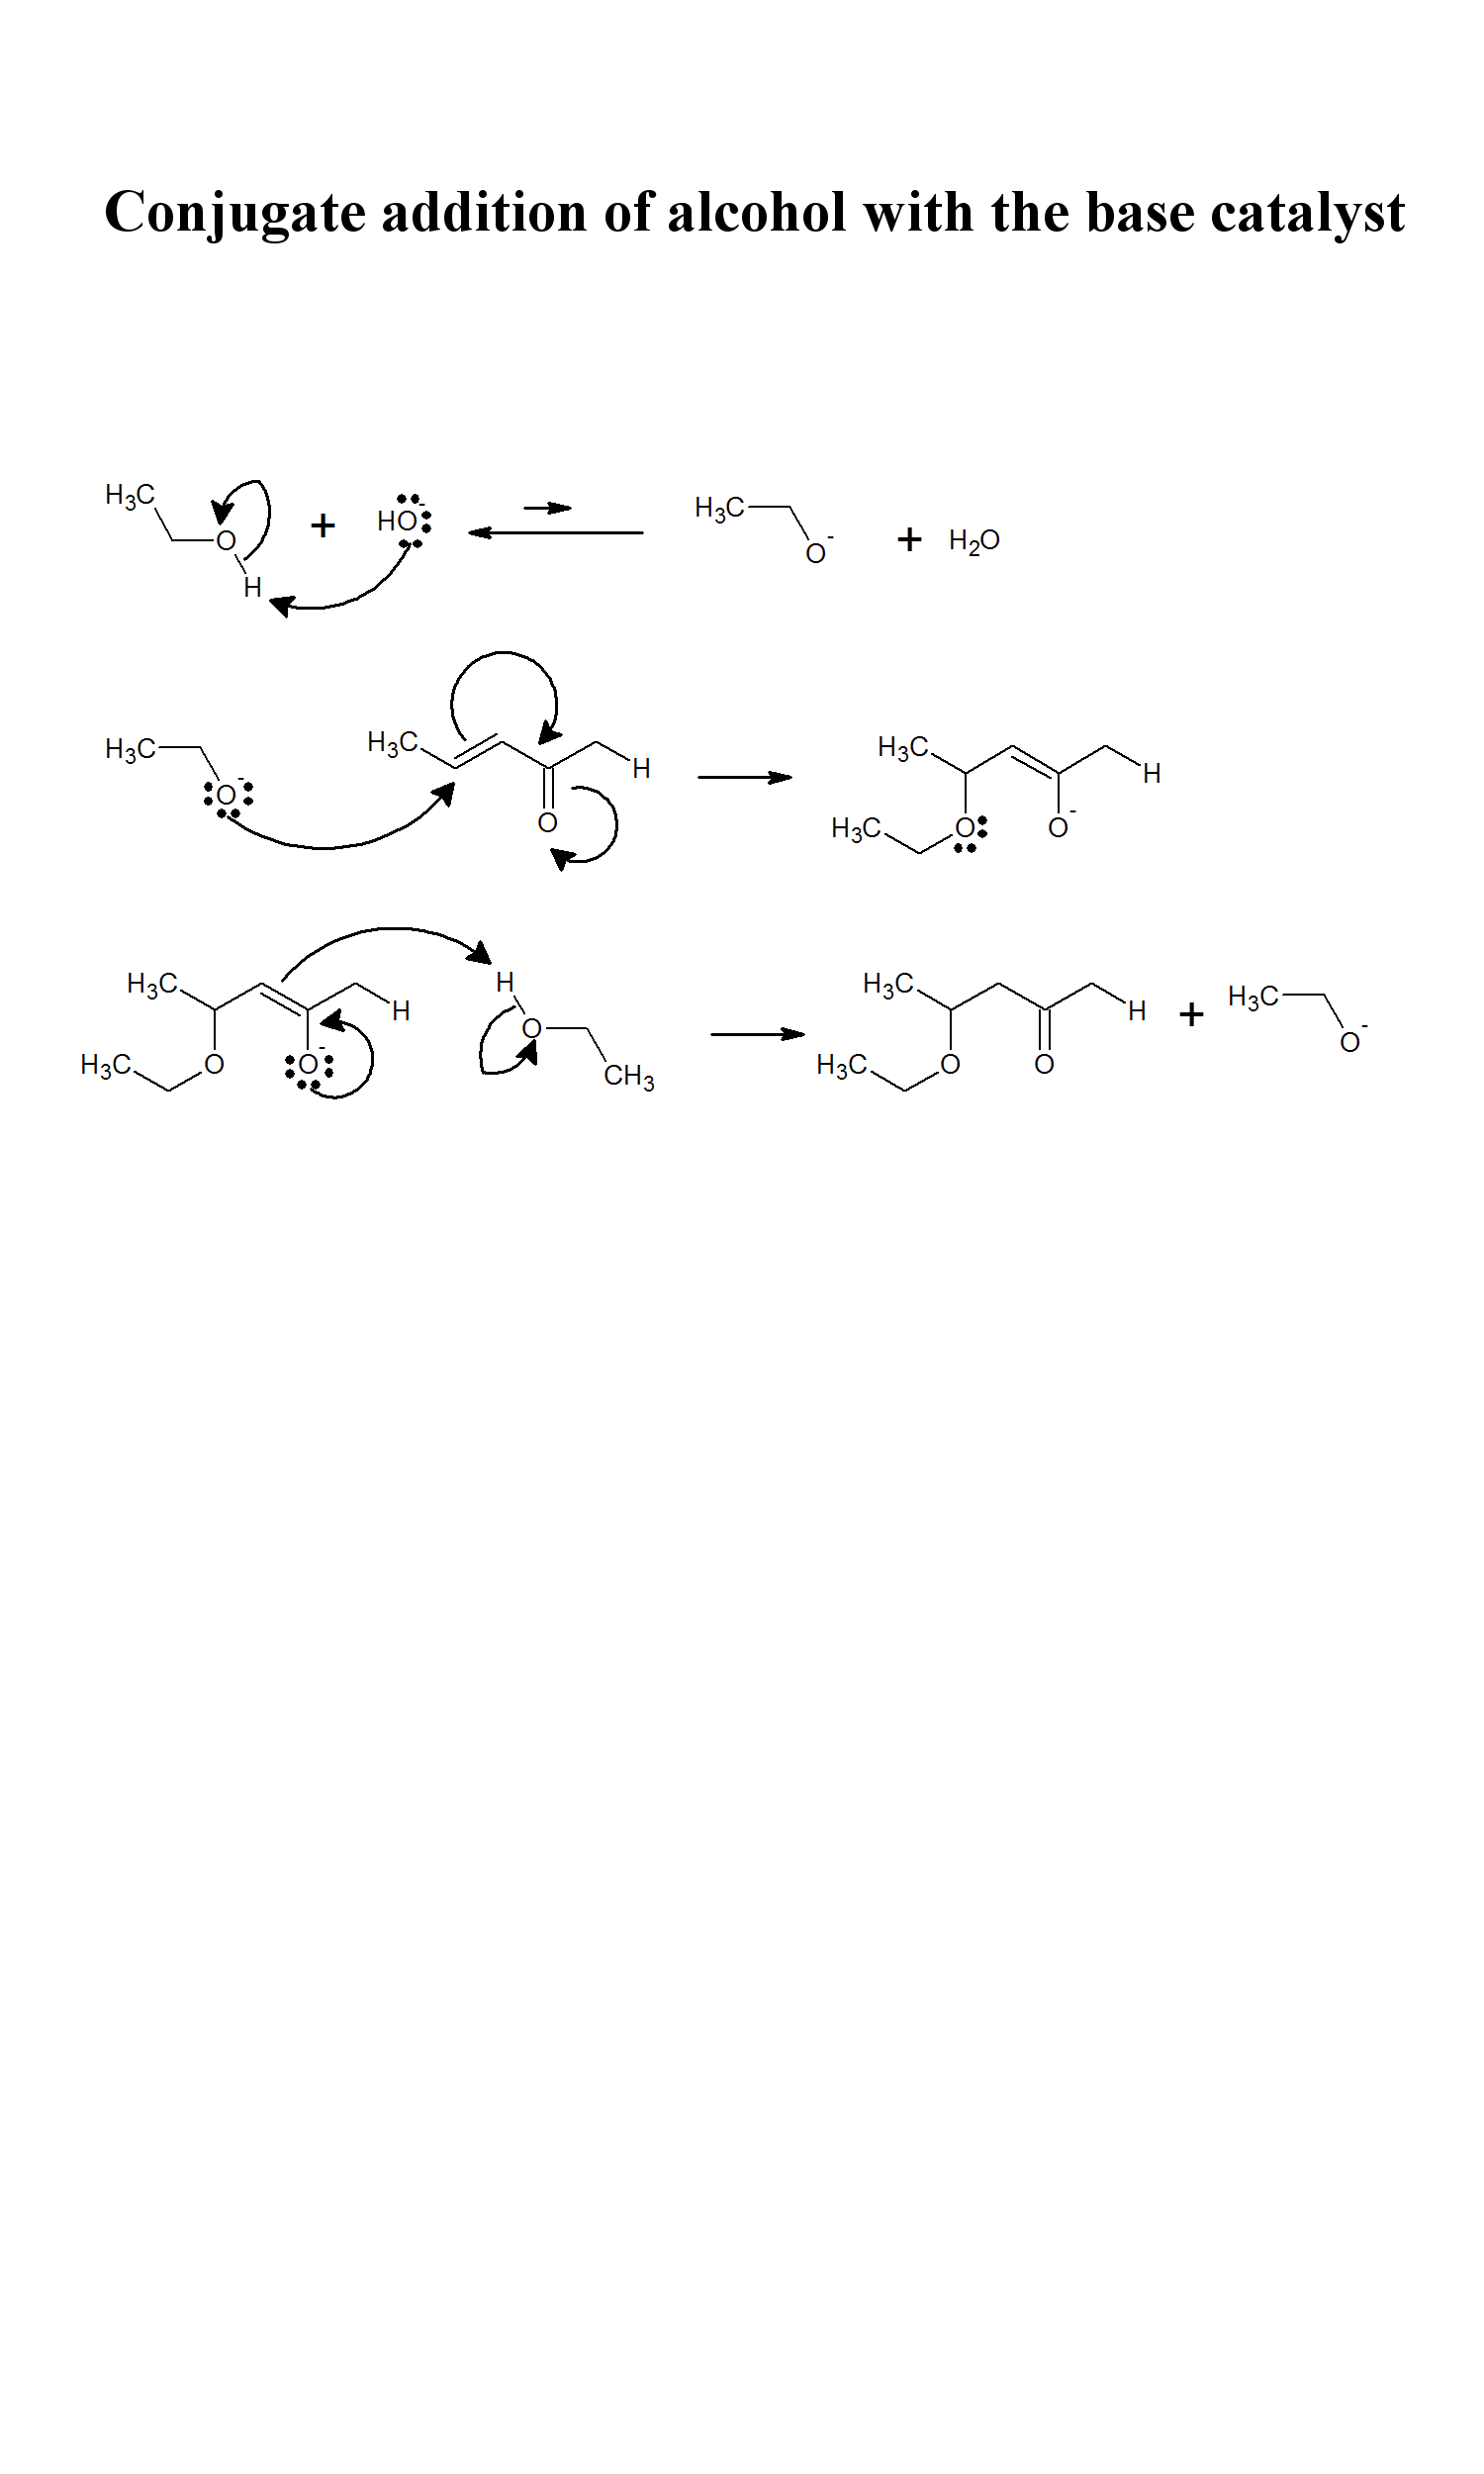 Conjugate addition of alcohol with the base catalyst
H₃C O H + HO⁻ H₃C O⁻ + H₂O
H₃C O⁻ H₃C O H H₃C H₃C O O⁻ H
H₃C H₃C O O⁻ H H O CH₃ H₃C H₃C O O H + H₃C O⁻